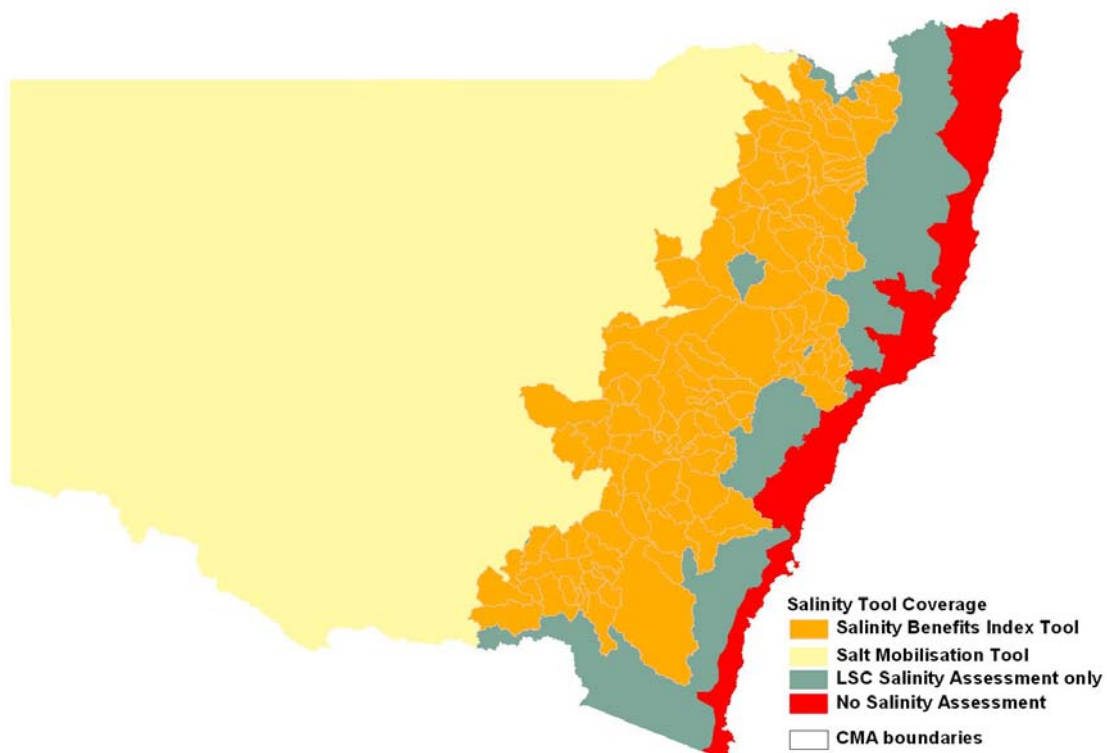 Salinity Tool Coverage
Salinity Benefits Index Tool
Salt Mobilisation Tool
LSC Salinity Assessment only
No Salinity Assessment
CMA boundaries